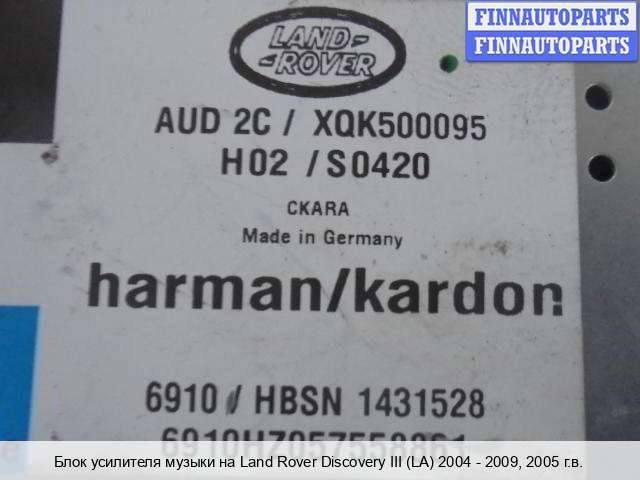 FINNAUTOPARTS
FINNAUTOPARTS
LAND-
-ROVER
AUD 2C / XQK500095
H02 /S0420
CKARA
Made in Germany
harman/kardon
6910 / HBSN 1431528
6910HZ057558861
Блок усилителя музыки на Land Rover Discovery III (LA) 2004 - 2009, 2005 г.в.